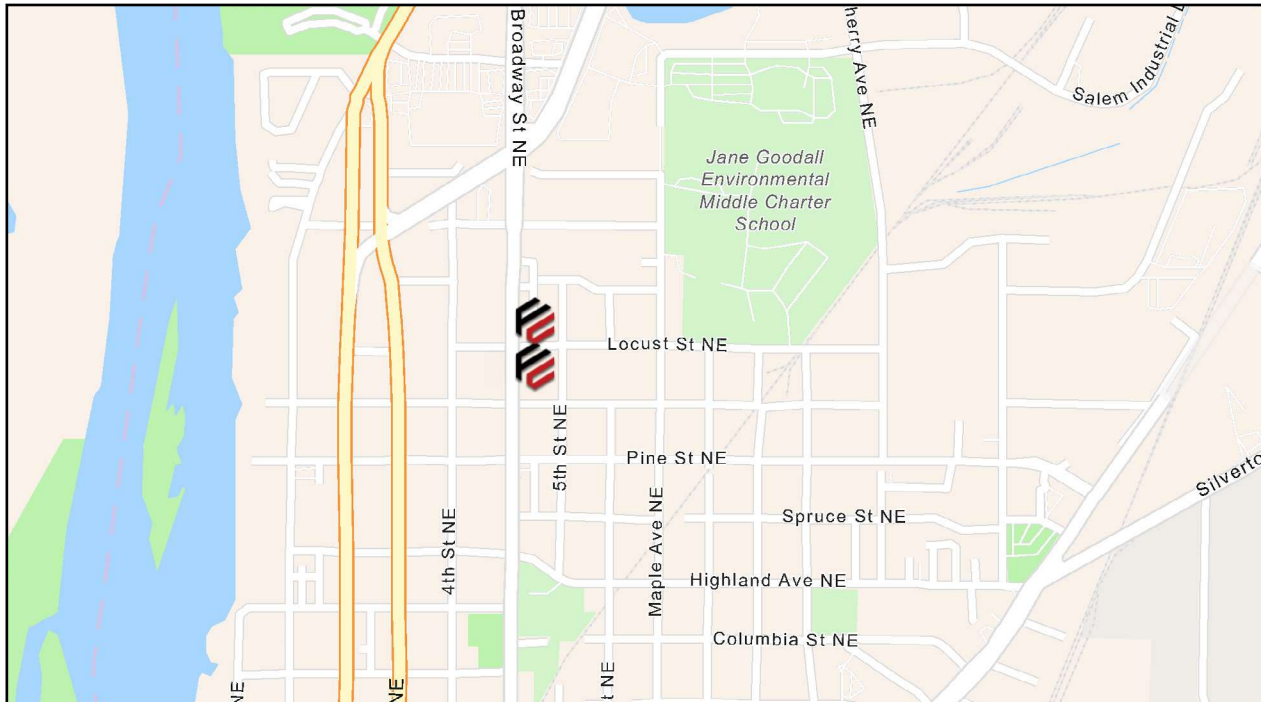 Broadway St NE
herry Ave NE
Salem Industrial D
Jane Goodall
Environmental
Middle Charter
School
Locust St NE
5th St NE
Pine St NE
Silverto
Maple Ave NE
4th St NE
Spruce St NE
Highland Ave NE
Columbia St NE
NE
NE
t NE